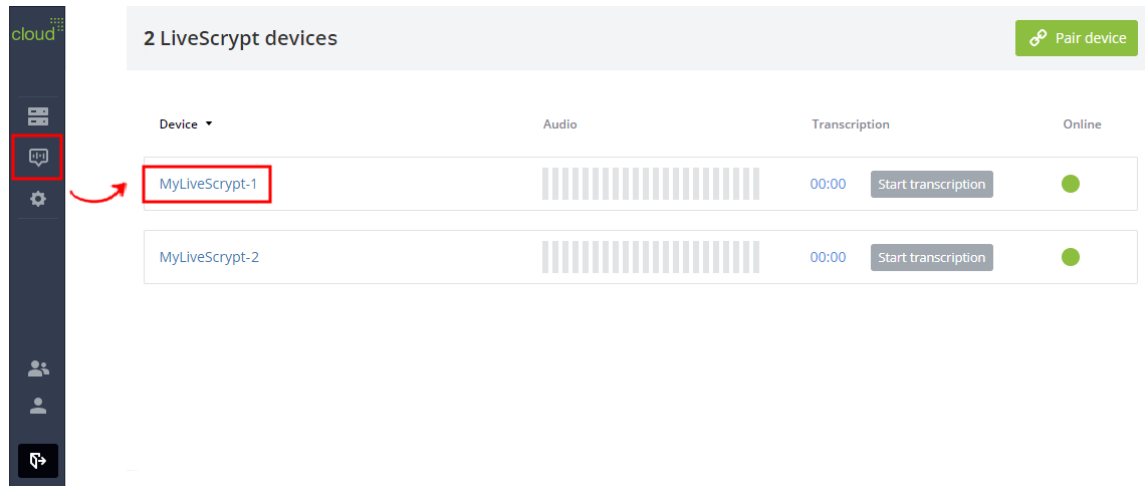 cloud
2 LiveScrypt devices
Pair device
Device Audio Transcription Online
MyLiveScrypt-1 00:00 Start transcription
MyLiveScrypt-2 00:00 Start transcription